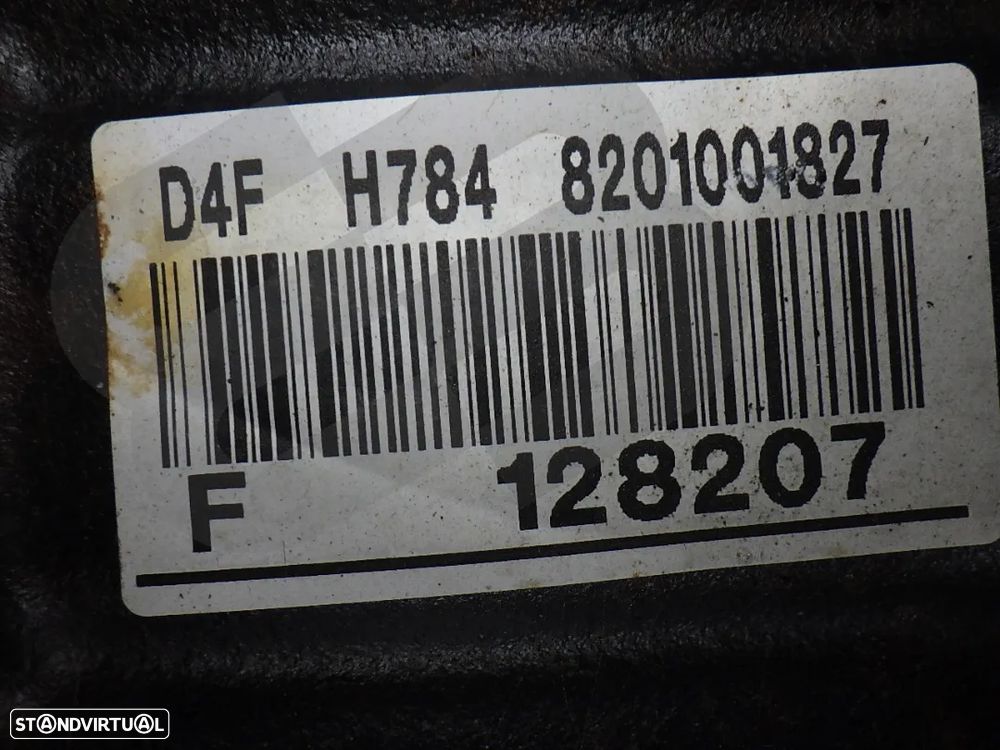 D4F H784 8201001827
F 128207
STANDVIRTUAL